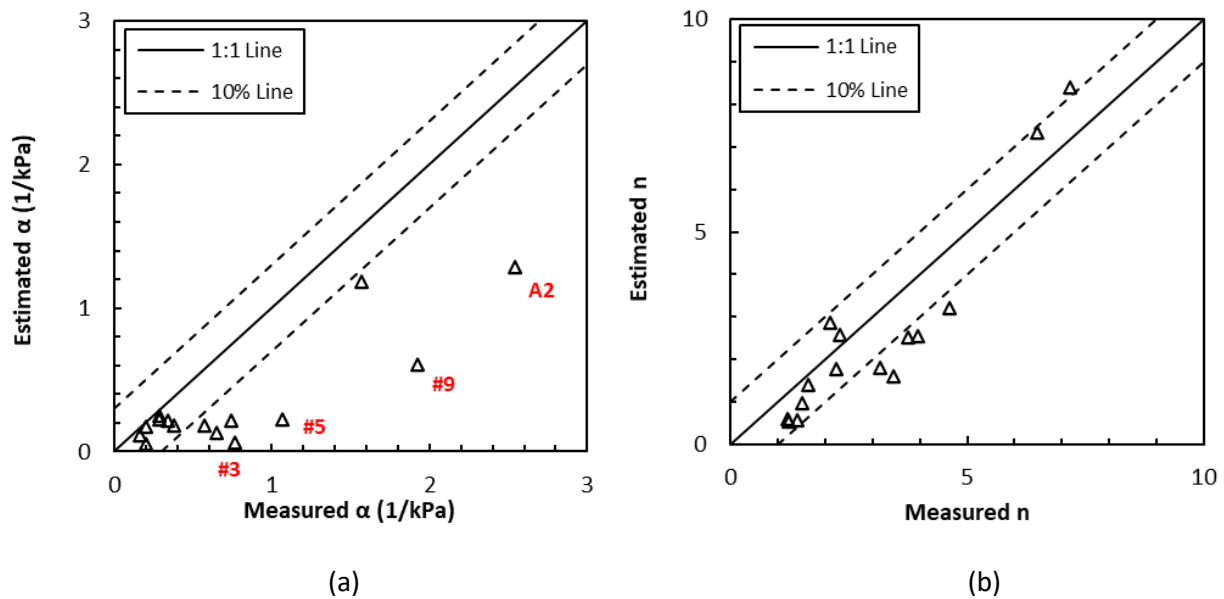 3
2
1
0
0
1
2
3
1:1 Line
10% Line
Estimated α (1/kPa)
Measured α (1/kPa)
A2
#9
#5
#3
(a)
10
5
0
0
5
10
1:1 Line
10% Line
Estimated n
Measured n
(b)